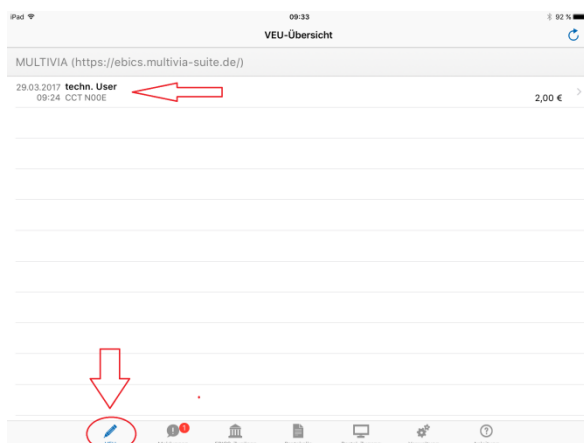 iPad 09:33 92 %
VEU-Übersicht
MULTIVIA (https://ebics.multivia-suite.de/)
29.03.2017 techn. User
09:24 CCT N00E
2,00 €
1
VEU